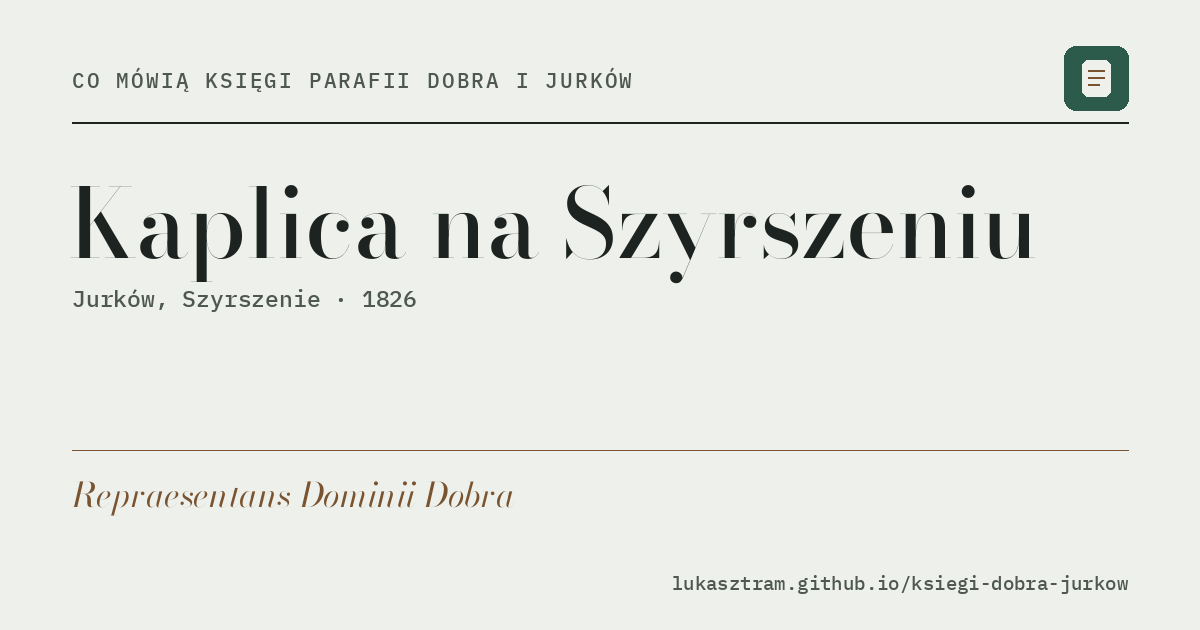 CO MÓWIĄ KSIĘGI PARAFII DOBRA I JURKÓW
Kaplica na Szyrszeniu
Jurków, Szyrszenie · 1826
Repraesentans Dominii Dobra
lukasztram.github.io/ksiegi-dobra-jurkow